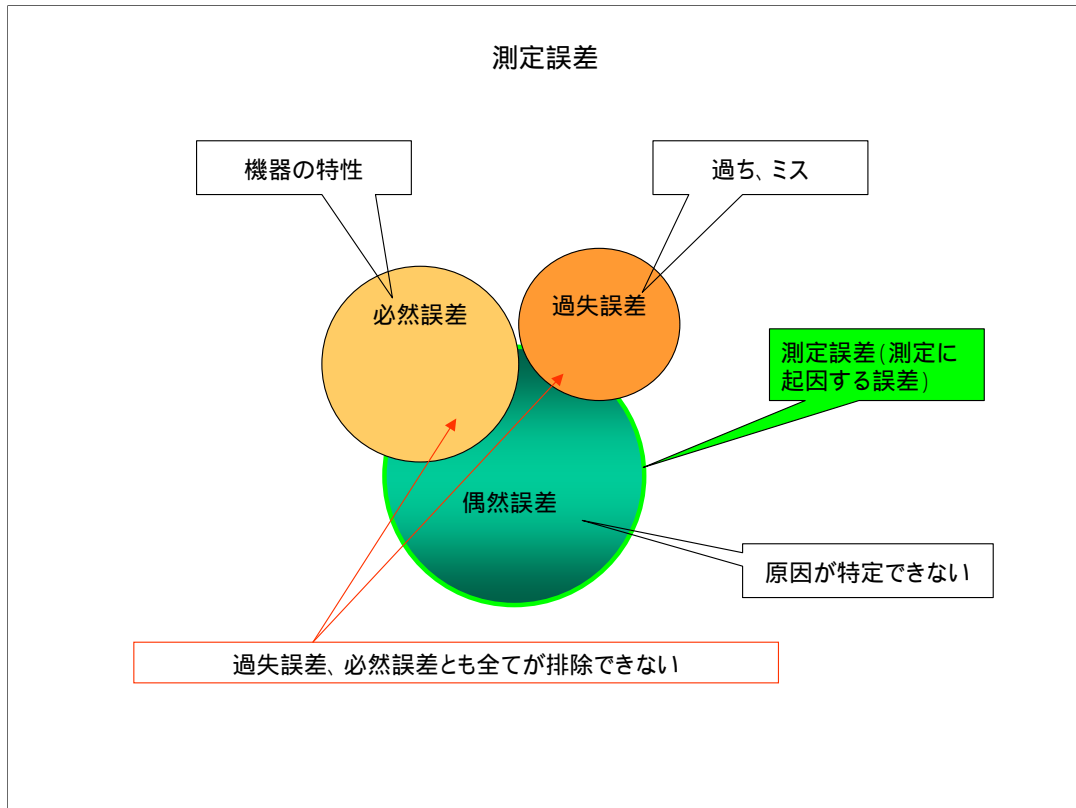 測定誤差
機器の特性
過ち、ミス
必然誤差
過失誤差
測定誤差(測定に
起因する誤差)
偶然誤差
原因が特定できない
過失誤差、必然誤差とも全てが排除できない